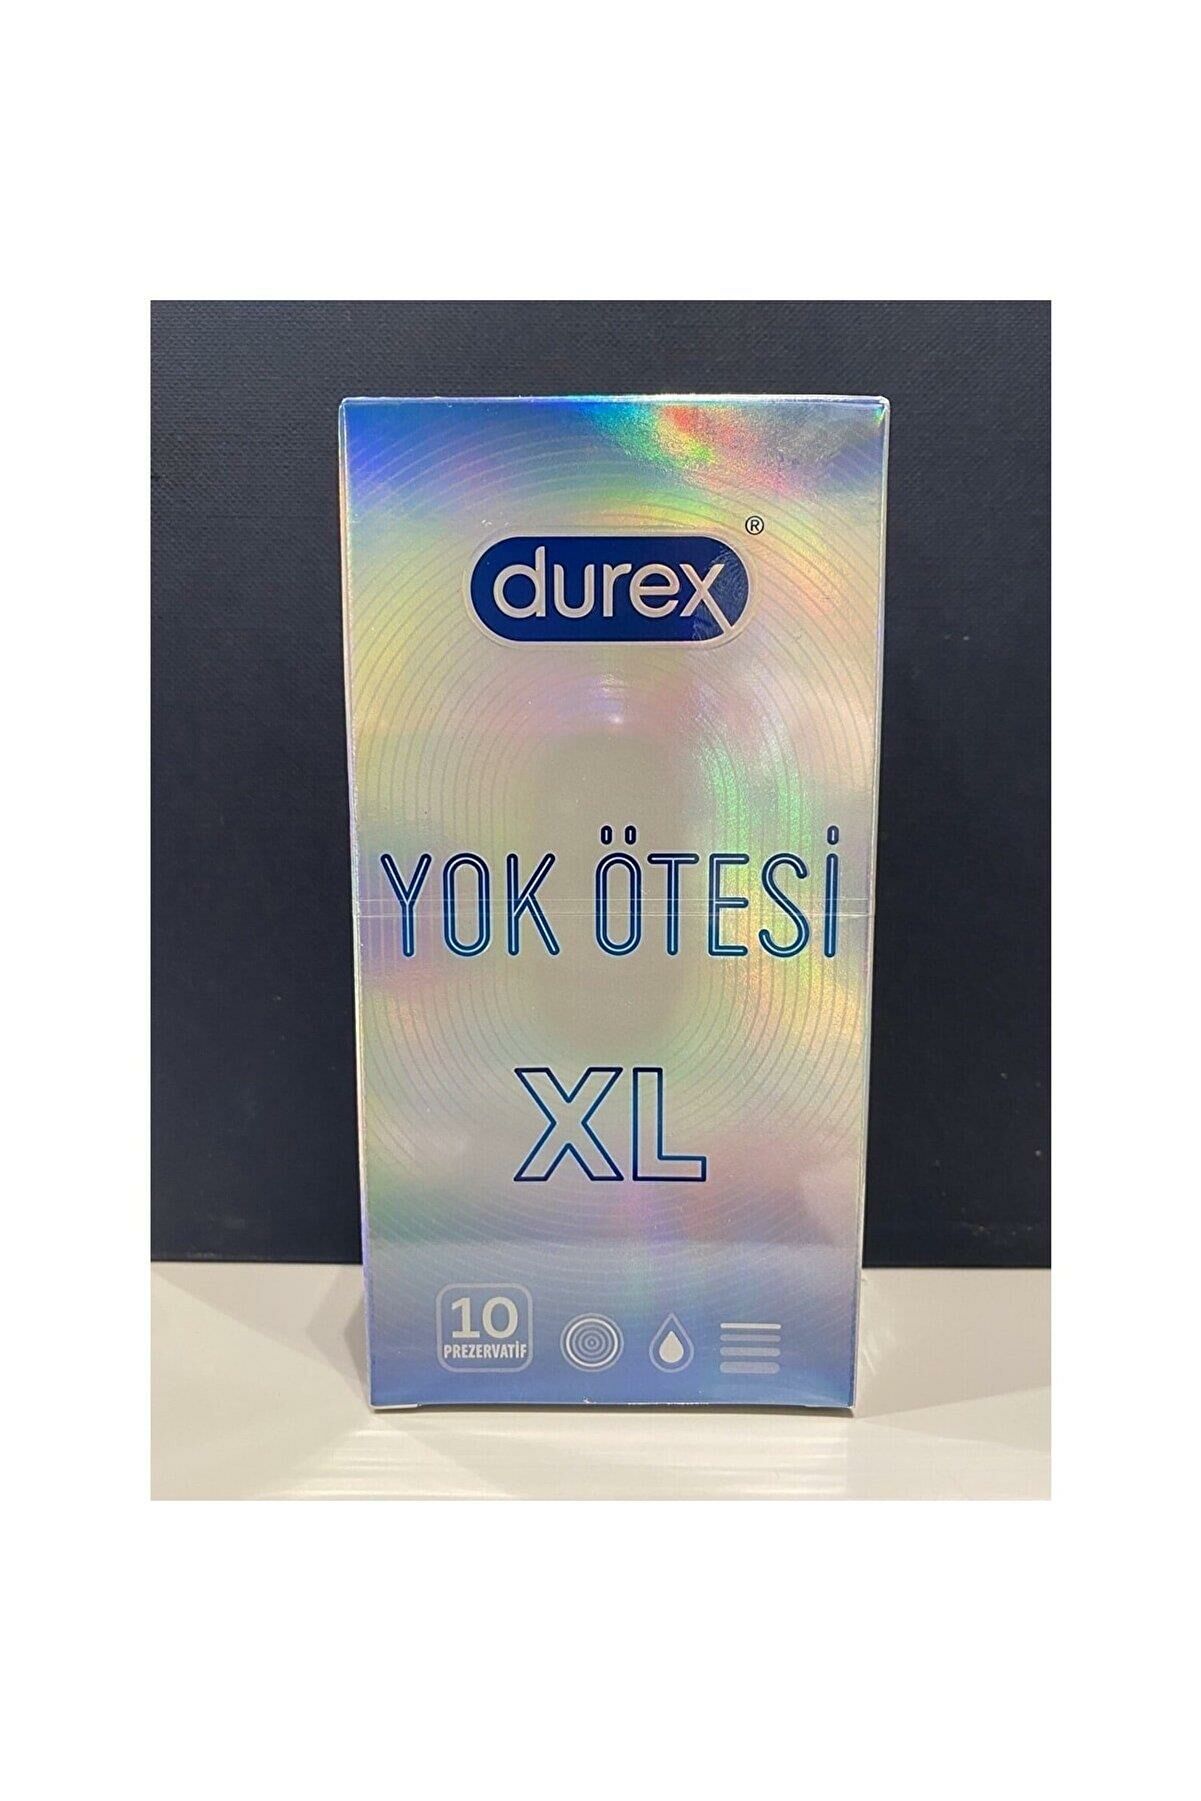 durex®
YOK ÖTESİ
XL
10
PREZERVATİF